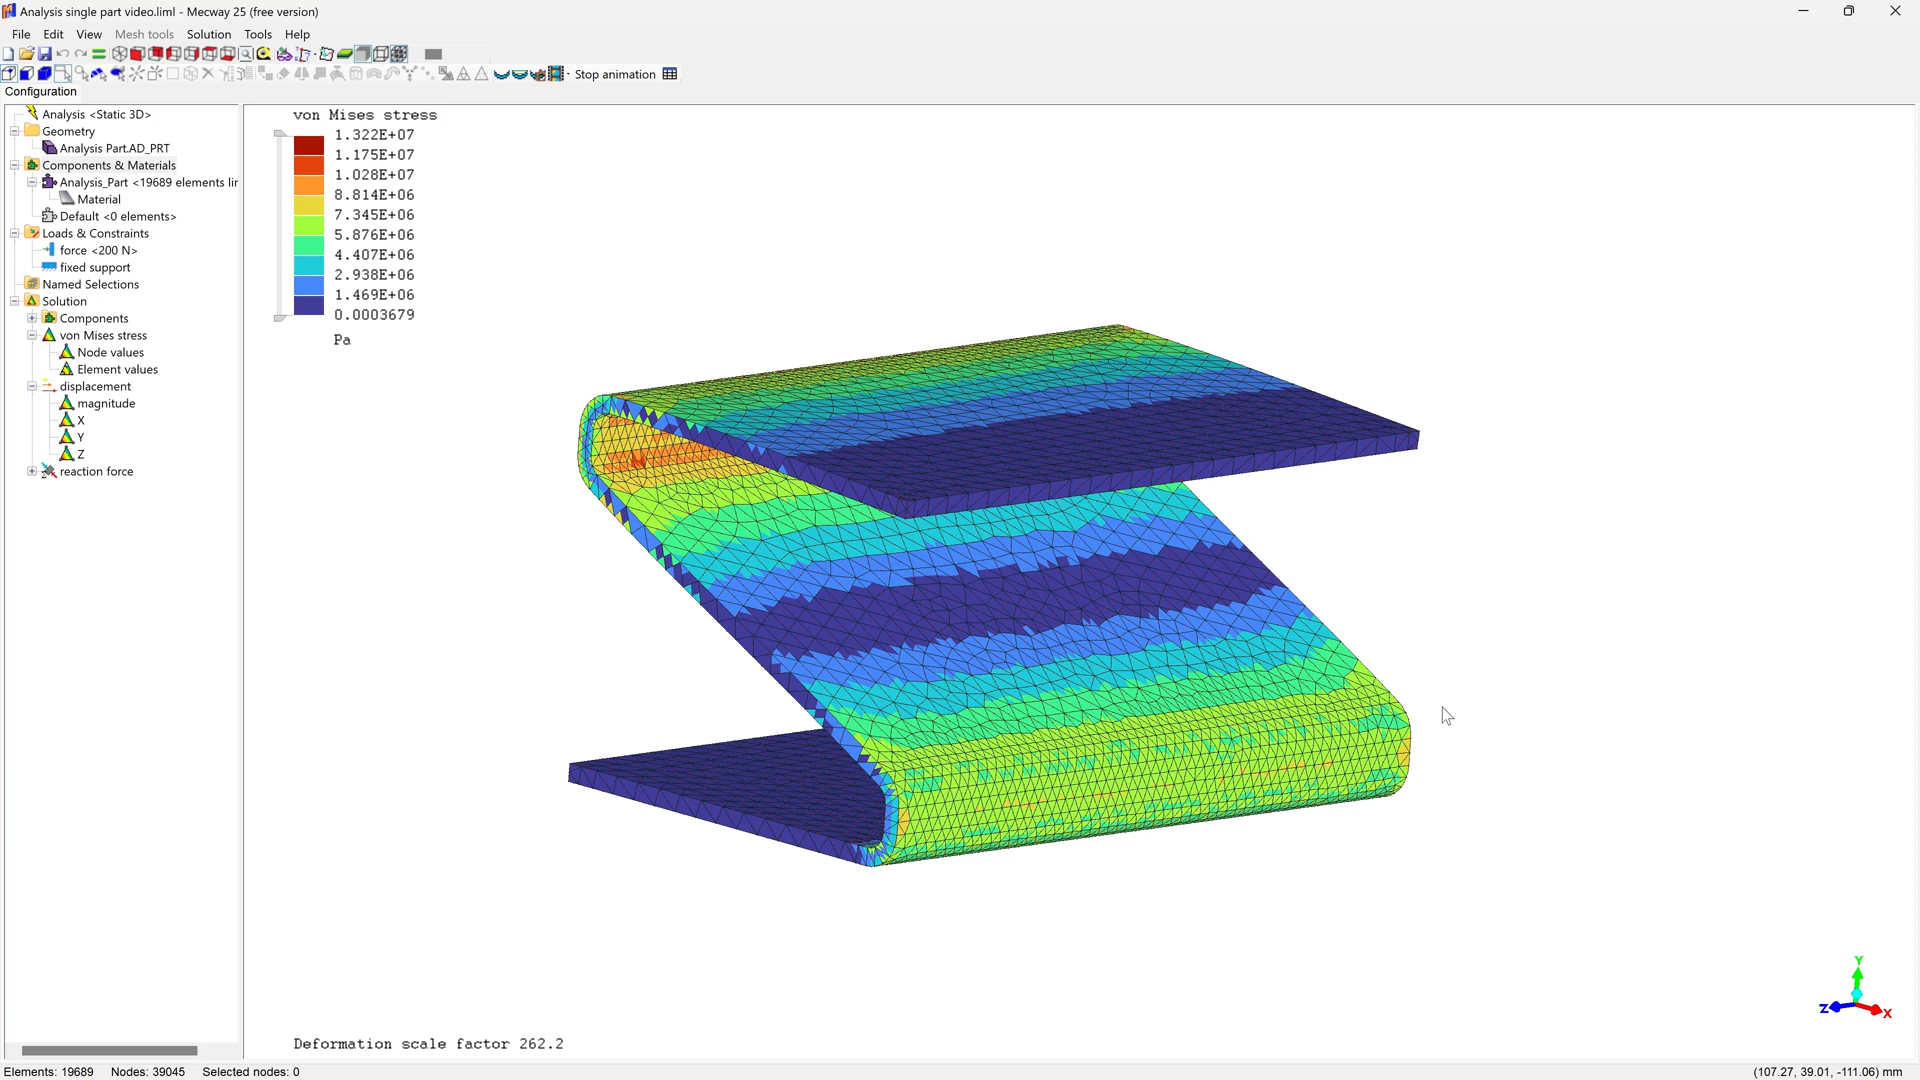 Analysis single part video.liml - Mecway 25 (free version)
File Edit View Mesh tools Solution Tools Help
Stop animation
Configuration
Analysis <Static 3D>
Geometry
Analysis Part.AD_PRT
Components & Materials
Analysis_Part <19689 elements lir
Material
Default <0 elements>
Loads & Constraints
force <200 N>
fixed support
Named Selections
Solution
Components
von Mises stress
Node values
Element values
displacement
magnitude
X
Y
Z
reaction force
von Mises stress
1.322E+07
1.175E+07
1.028E+07
8.814E+06
7.345E+06
5.876E+06
4.407E+06
2.938E+06
1.469E+06
0.0003679
Pa
Y
Z
X
Deformation scale factor 262.2
Elements: 19689 Nodes: 39045 Selected nodes: 0
(107.27, 39.01, -111.06) mm